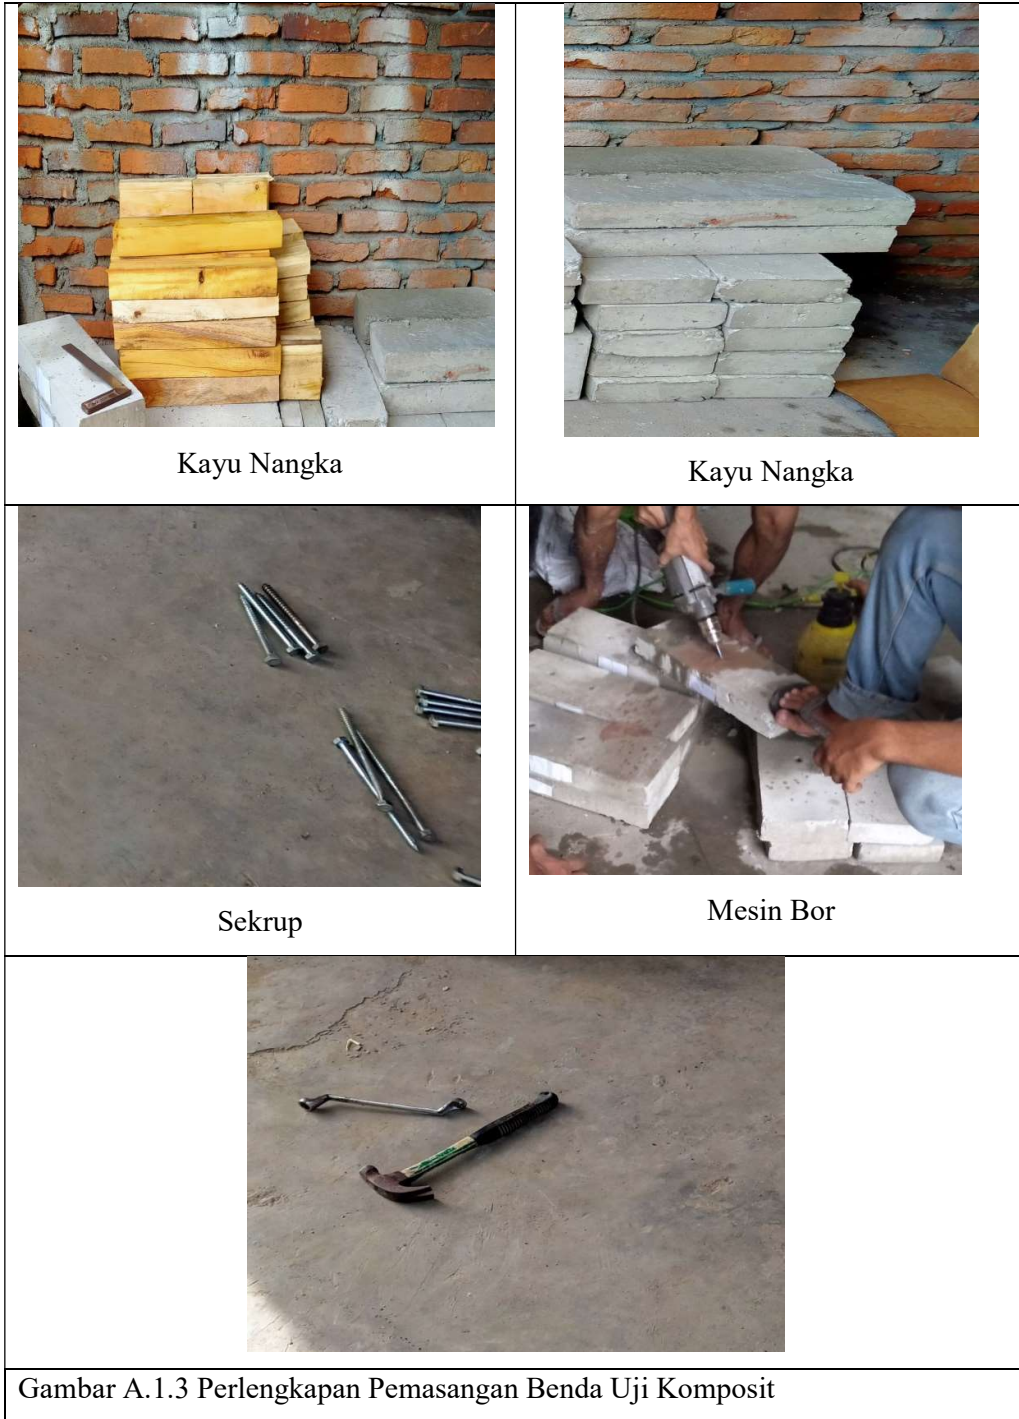 Kayu Nangka
Kayu Nangka
Sekrup
Mesin Bor
Gambar A.1.3 Perlengkapan Pemasangan Benda Uji Komposit